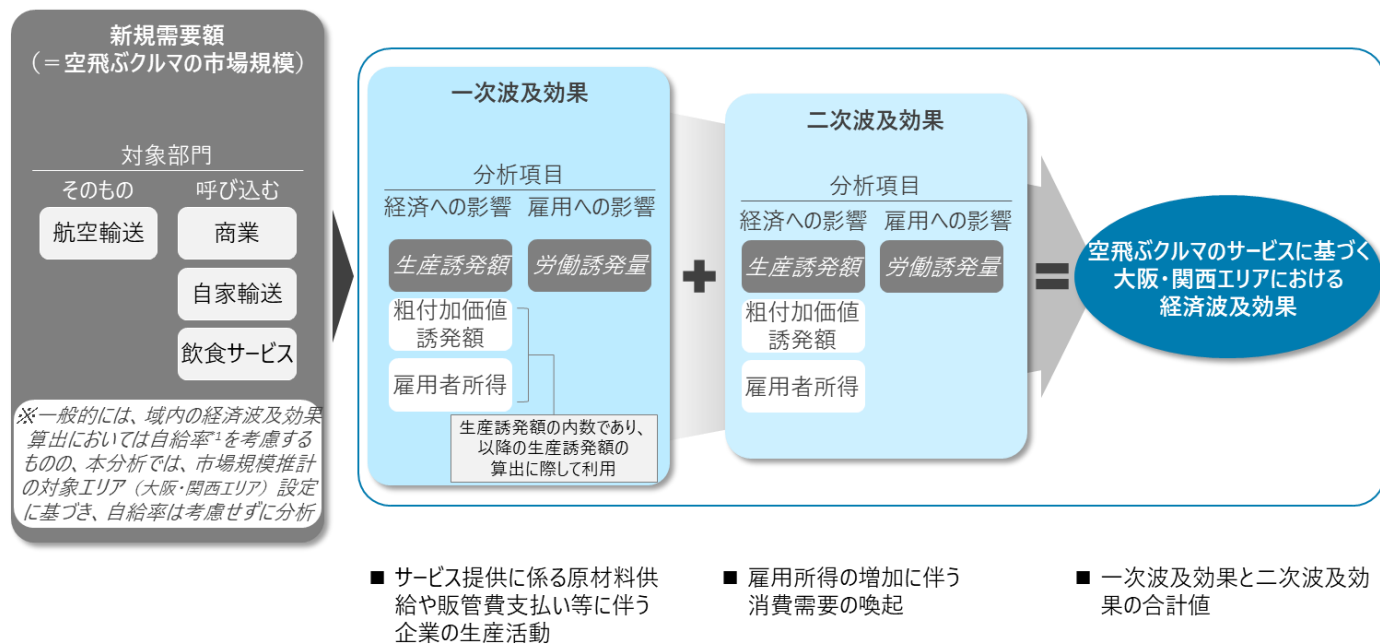 新規需要額
（＝空飛ぶクルマの市場規模）
対象部門
そのもの
呼び込む
航空輸送
商業
自家輸送
飲食サービス
※一般的には、域内の経済波及効果
算出においては自給率*1を考慮する
ものの、本分析では、市場規模推計
の対象エリア（大阪・関西エリア）設定
に基づき、自給率は考慮せずに分析
一次波及効果
分析項目
経済への影響
雇用への影響
生産誘発額
労働誘発量
粗付加価値
誘発額
雇用者所得
生産誘発額の内数であり、
以降の生産誘発額の
算出に際して利用
+
二次波及効果
分析項目
経済への影響
雇用への影響
生産誘発額
労働誘発量
粗付加価値
誘発額
雇用者所得
=
空飛ぶクルマのサービスに基づく
大阪・関西エリアにおける
経済波及効果
■ サービス提供に係る原材料供
給や販管費支払い等に伴う
企業の生産活動
■ 雇用所得の増加に伴う
消費需要の喚起
■ 一次波及効果と二次波及効
果の合計値